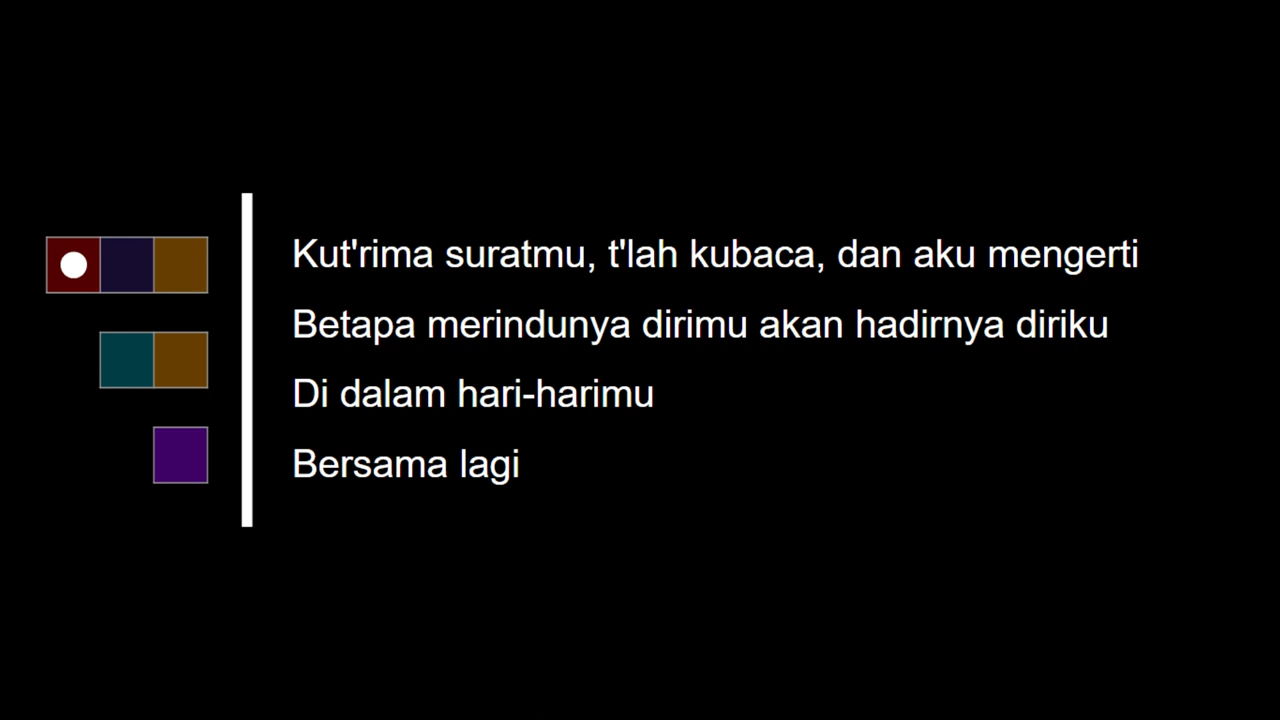 Kut'rima suratmu, t'lah kubaca, dan aku mengerti
Betapa merindunya dirimu akan hadirnya diriku
Di dalam hari-harimu
Bersama lagi